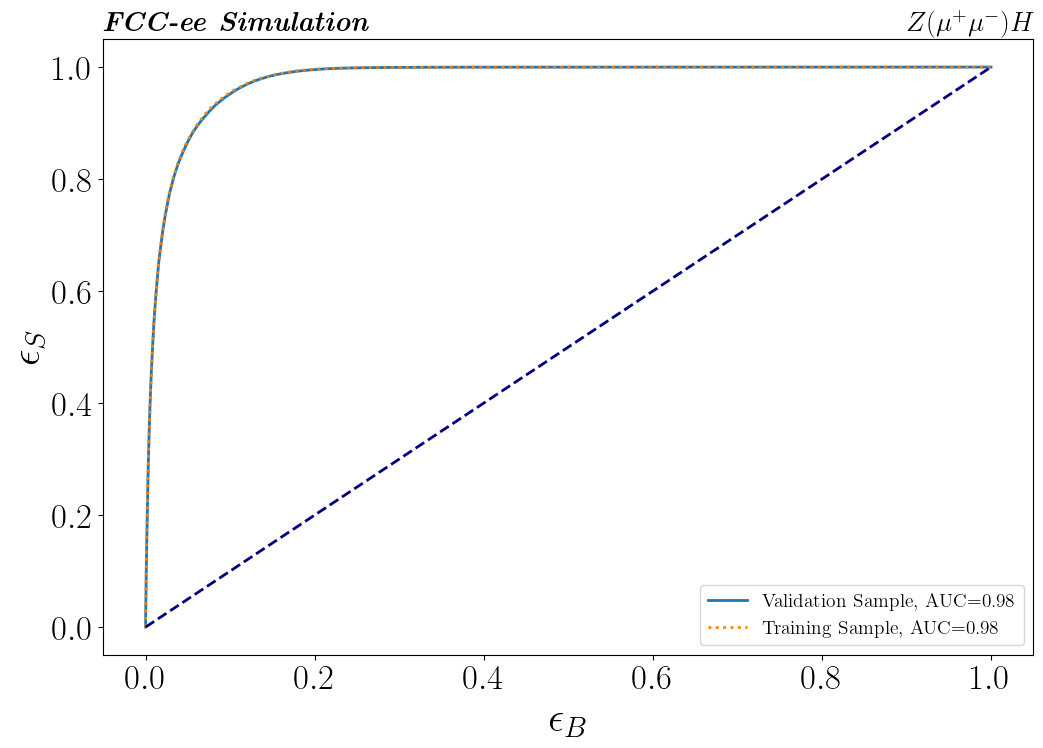 FCC-ee Simulation
Z(μ⁺μ⁻)H
1.0
0.8
0.6
0.4
0.2
0.0
ϵ_S
Validation Sample, AUC=0.98
Training Sample, AUC=0.98
0.0 0.2 0.4 0.6 0.8 1.0
ϵ_B